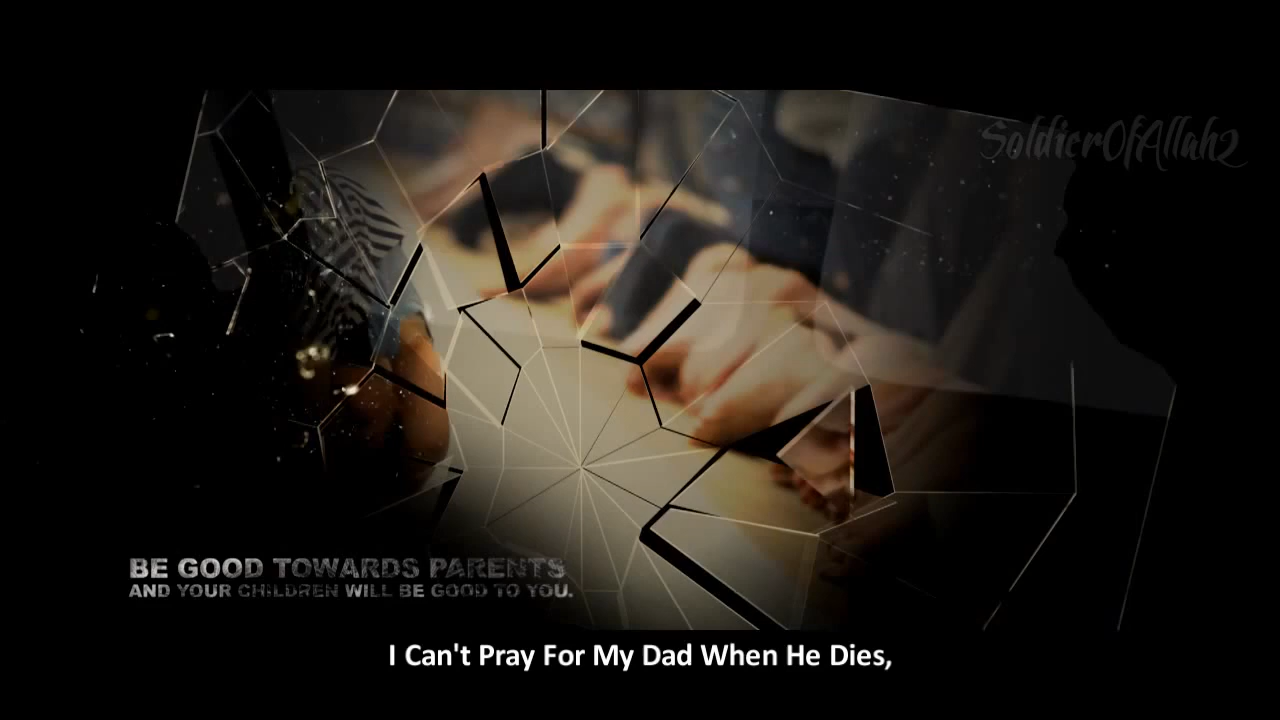 SoldierOfAllah2
BE GOOD TOWARDS PARENTS
AND YOUR CHILDREN WILL BE GOOD TO YOU.
I Can't Pray For My Dad When He Dies,